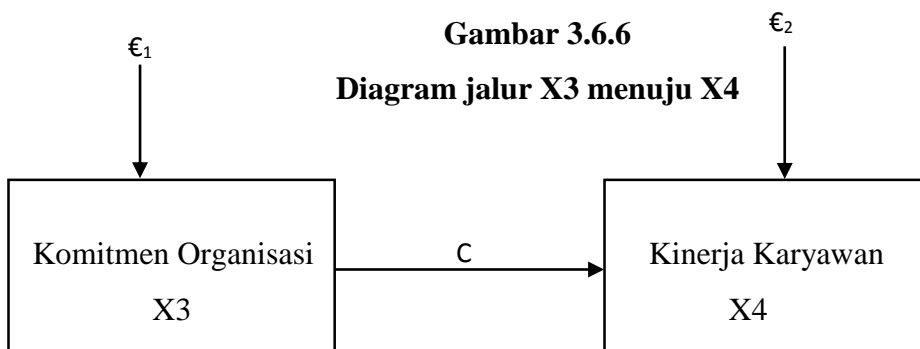 €₁
Gambar 3.6.6
€₂
Diagram jalur X3 menuju X4
Komitmen Organisasi
X3
C
Kinerja Karyawan
X4